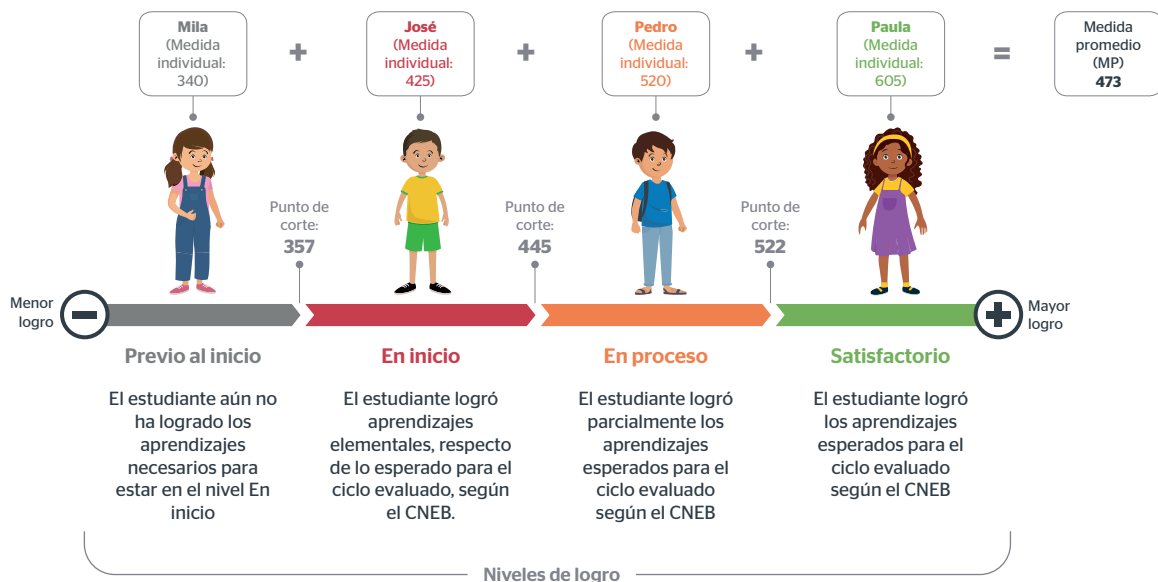 Mila
(Medida
individual:
340)
+
José
(Medida
individual:
425)
+
Pedro
(Medida
individual:
520)
+
Paula
(Medida
individual:
605)
=
Medida
promedio
(MP)
473
Punto de
corte:
357
Punto de
corte:
445
Punto de
corte:
522
Menor
logro
Mayor
logro
Previo al inicio
El estudiante aún no
ha logrado los
aprendizajes
necesarios para
estar en el nivel En
inicio
En inicio
El estudiante logró
aprendizajes
elementales, respecto
de lo esperado para el
ciclo evaluado, según
el CNEB.
En proceso
El estudiante logró
parcialmente los
aprendizajes
esperados para el
ciclo evaluado
según el CNEB
Satisfactorio
El estudiante logró
los aprendizajes
esperados para el
ciclo evaluado
según el CNEB
Niveles de logro